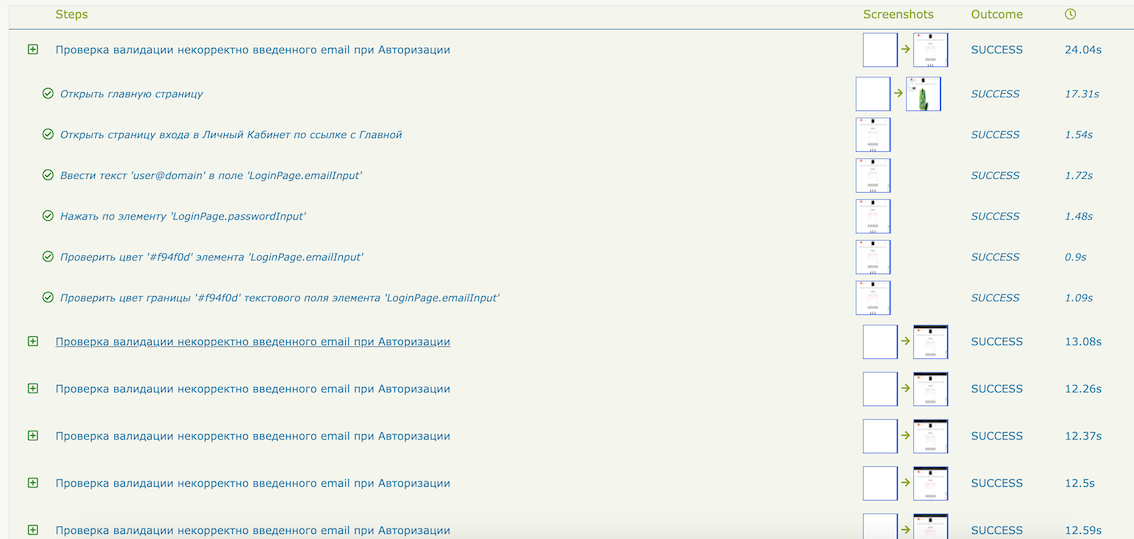 Steps Screenshots Outcome
Проверка валидации некорректно введенного email при Авторизации SUCCESS 24.04s
Открыть главную страницу SUCCESS 17.31s
Открыть страницу входа в Личный Кабинет по ссылке с Главной SUCCESS 1.54s
Ввести текст 'user@domain' в поле 'LoginPage.emailInput' SUCCESS 1.72s
Нажать по элементу 'LoginPage.passwordInput' SUCCESS 1.48s
Проверить цвет '#f94f0d' элемента 'LoginPage.emailInput' SUCCESS 0.9s
Проверить цвет границы '#f94f0d' текстового поля элемента 'LoginPage.emailInput' SUCCESS 1.09s
Проверка валидации некорректно введенного email при Авторизации SUCCESS 13.08s
Проверка валидации некорректно введенного email при Авторизации SUCCESS 12.26s
Проверка валидации некорректно введенного email при Авторизации SUCCESS 12.37s
Проверка валидации некорректно введенного email при Авторизации SUCCESS 12.5s
Проверка валидации некорректно введенного email при Авторизации SUCCESS 12.59s